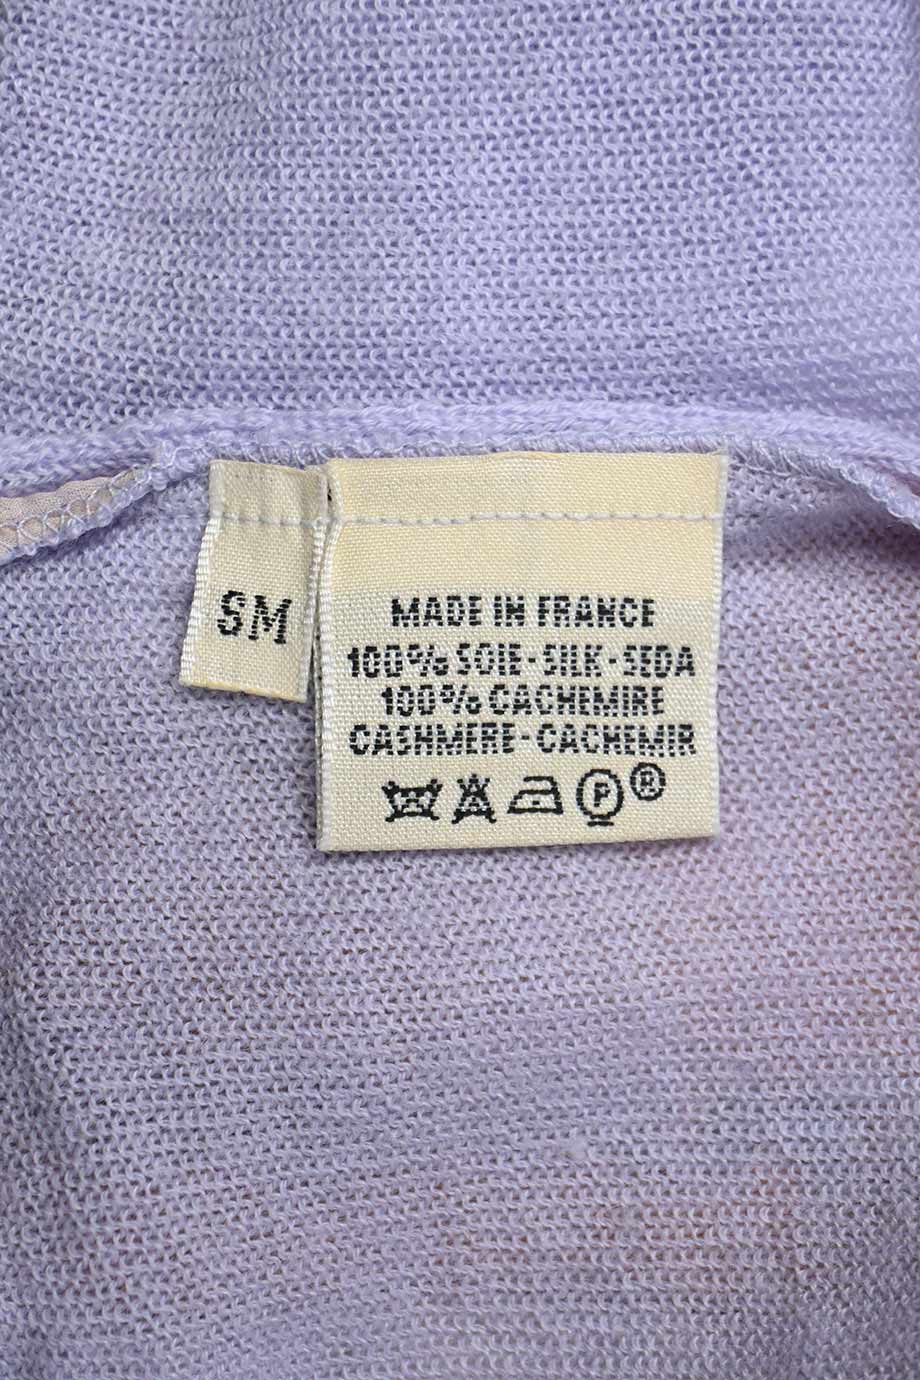 SM
MADE IN FRANCE
100% SOIE-SILK-SEDA
100% CACHEMIRE
CASHMERE-CACHEMIR
P ®